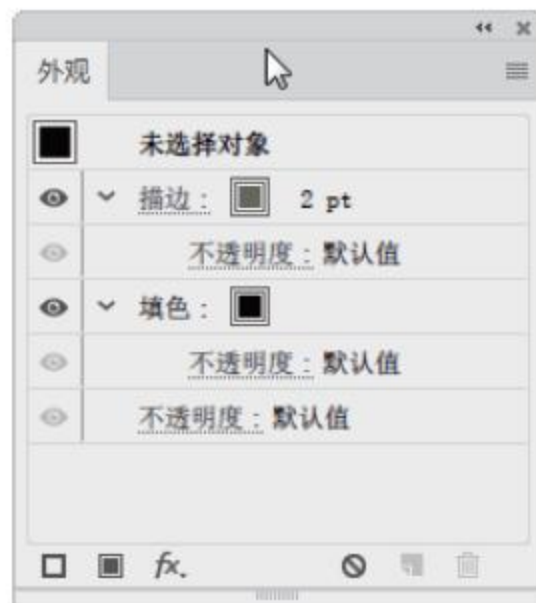 外观
未选择对象
描边： 2 pt
不透明度：默认值
填色：
不透明度：默认值
不透明度：默认值
fx.